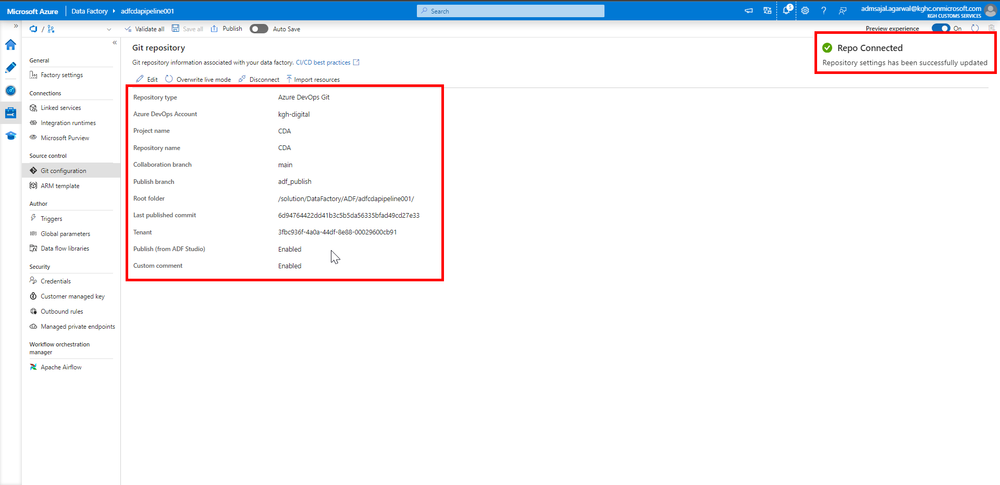 Microsoft Azure
Data Factory
adfcdapipeline001
Search
5
admsajal.agarwal@kghc.onmicrosoft.com
KGH CUSTOMS SERVICES
/
Validate all
Save all
Publish
Auto Save
Preview experience
On
Repo Connected
Repository settings has been successfully updated
General
Factory settings
Connections
Linked services
Integration runtimes
Microsoft Purview
Source control
Git configuration
ARM template
Author
Triggers
Global parameters
Data flow libraries
Security
Credentials
Customer managed key
Outbound rules
Managed private endpoints
Workflow orchestration
manager
Apache Airflow
Git repository
Git repository information associated with your data factory. CI/CD best practices
Edit
Overwrite live mode
Disconnect
Import resources
Repository type Azure DevOps Git
Azure DevOps Account kgh-digital
Project name CDA
Repository name CDA
Collaboration branch main
Publish branch adf_publish
Root folder /solution/DataFactory/ADF/adfcdapipeline001/
Last published commit 6d94764422dd41b3c5b5da56335bfad49cd27e33
Tenant 3fbc936f-4a0a-44df-8e88-00029600cb91
Publish (from ADF Studio) Enabled
Custom comment Enabled